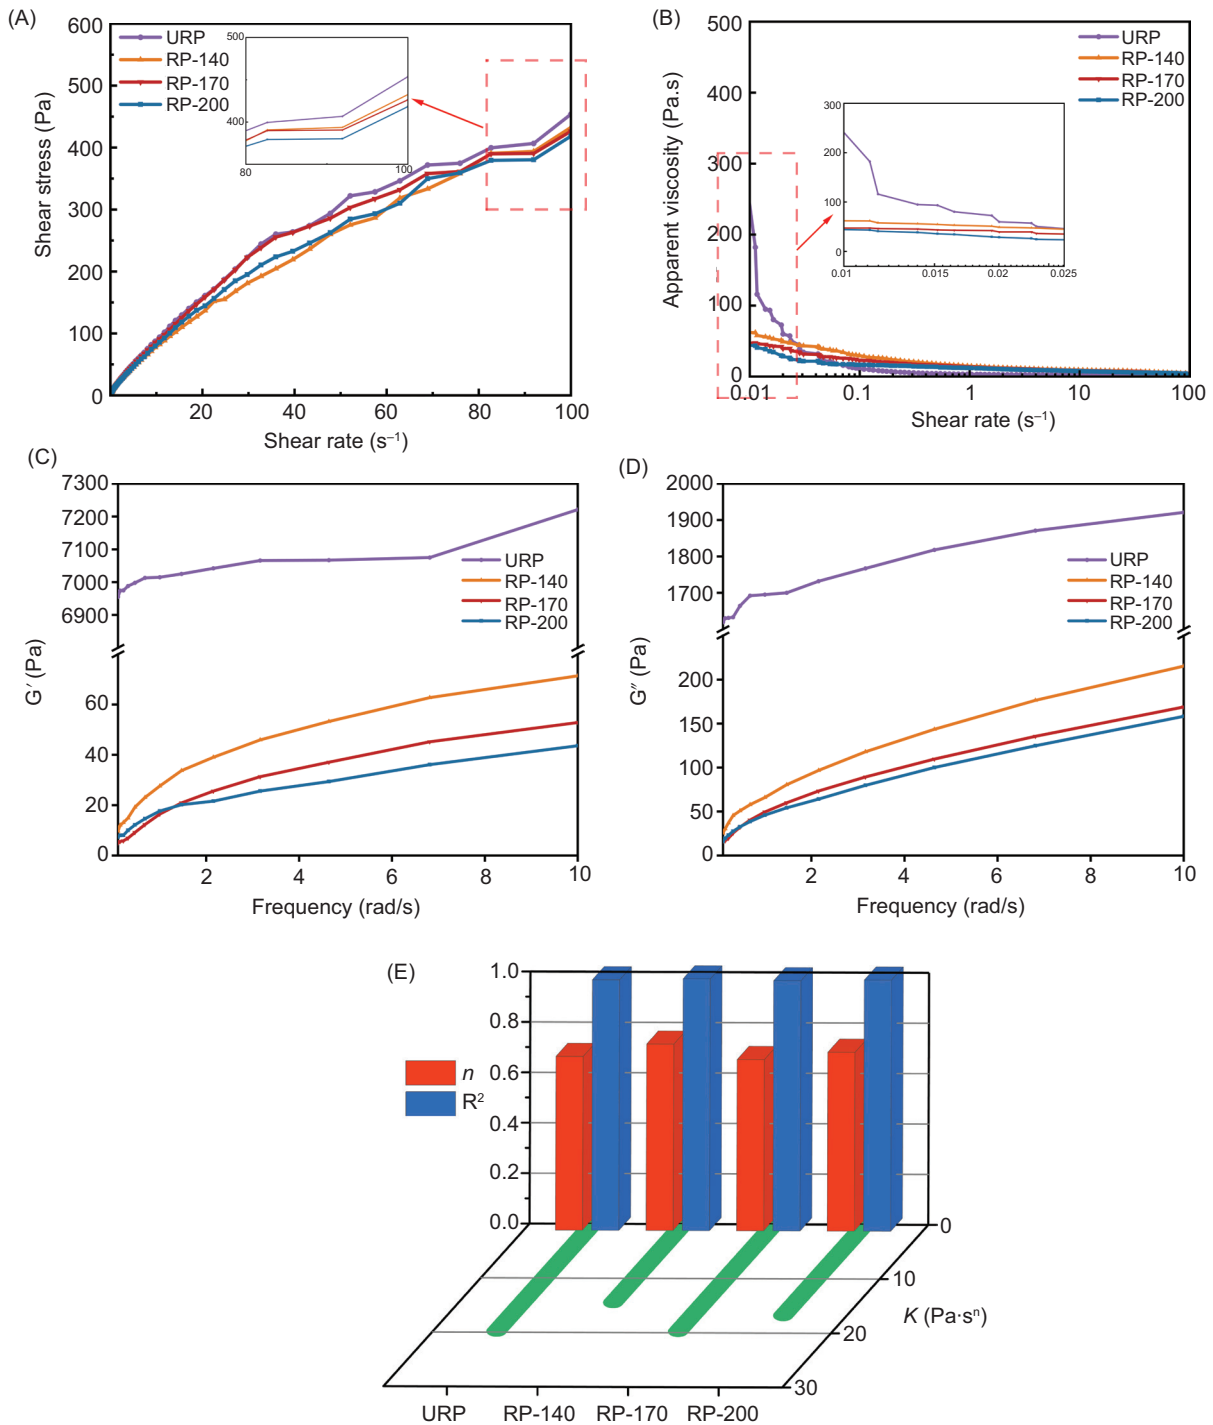 (A)
600
500
400
300
200
100
0
Shear stress (Pa)
URP
RP-140
RP-170
RP-200
500
400
80
100
20
40
60
80
100
Shear rate (s⁻¹)
(B)
500
400
300
200
100
0
Apparent viscosity (Pa.s)
URP
RP-140
RP-170
RP-200
300
200
100
0
0.01
0.015
0.02
0.025
0.01
0.1
1
10
100
Shear rate (s⁻¹)
(C)
7300
7200
7100
7000
6900
60
40
20
0
G′ (Pa)
URP
RP-140
RP-170
RP-200
2
4
6
8
10
Frequency (rad/s)
(D)
2000
1900
1800
1700
200
150
100
50
0
G″ (Pa)
URP
RP-140
RP-170
RP-200
2
4
6
8
10
Frequency (rad/s)
(E)
1.0
0.8
0.6
0.4
0.2
0.0
n
R²
0
10
20
30
K (Pa·sⁿ)
URP
RP-140
RP-170
RP-200